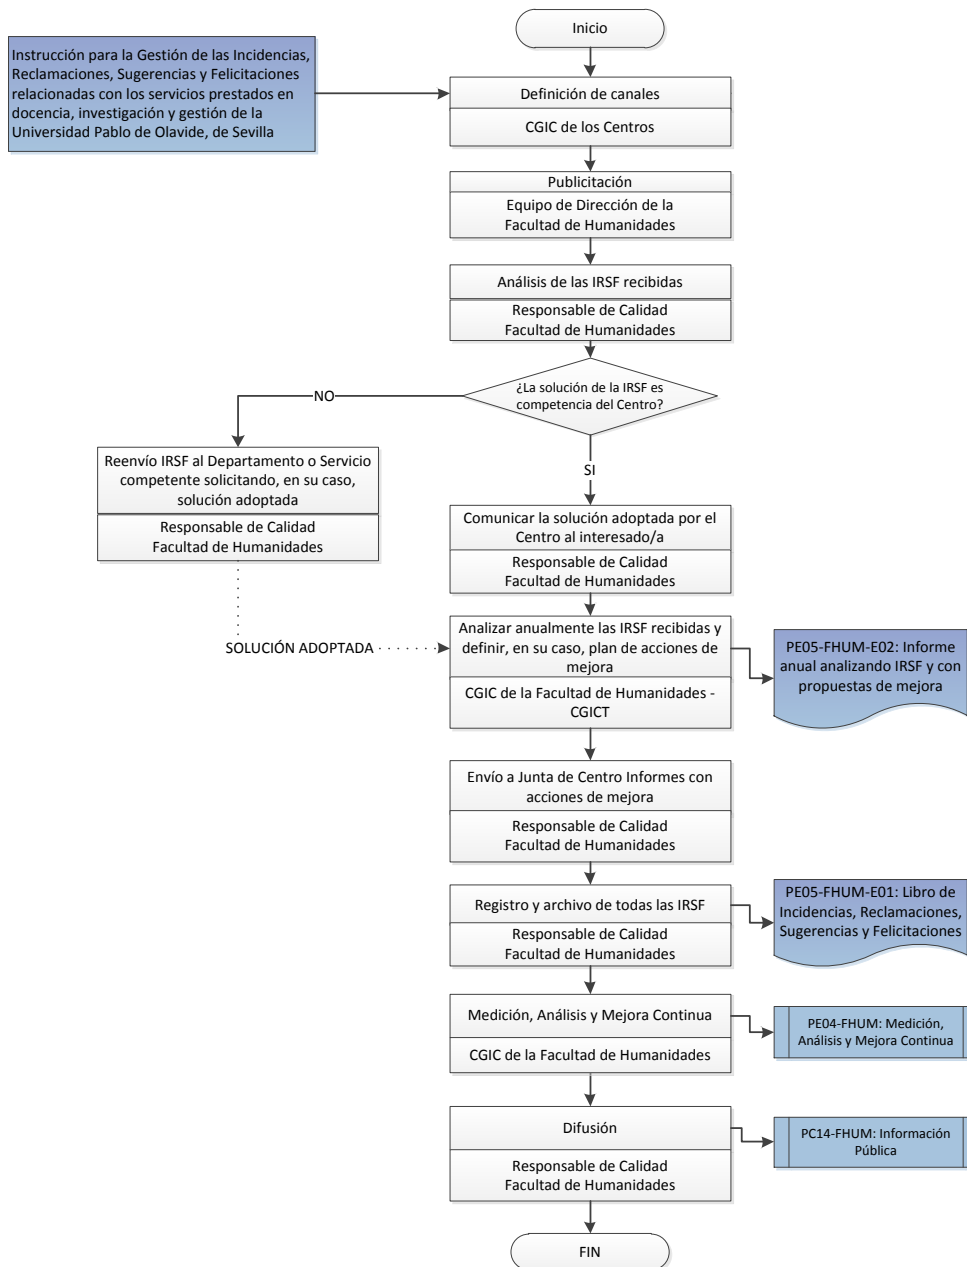 Inicio
Instrucción para la Gestión de las Incidencias,
Reclamaciones, Sugerencias y Felicitaciones
relacionadas con los servicios prestados en
docencia, investigación y gestión de la
Universidad Pablo de Olavide, de Sevilla
Definición de canales
CGIC de los Centros
Publicitación
Equipo de Dirección de la
Facultad de Humanidades
Análisis de las IRSF recibidas
Responsable de Calidad
Facultad de Humanidades
¿La solución de la IRSF es
competencia del Centro?
NO
Reenvío IRSF al Departamento o Servicio
competente solicitando, en su caso,
solución adoptada
Responsable de Calidad
Facultad de Humanidades
SI
Comunicar la solución adoptada por el
Centro al interesado/a
Responsable de Calidad
Facultad de Humanidades
SOLUCIÓN ADOPTADA
Analizar anualmente las IRSF recibidas y
definir, en su caso, plan de acciones de
mejora
CGIC de la Facultad de Humanidades -
CGICT
PE05-FHUM-E02: Informe
anual analizando IRSF y con
propuestas de mejora
Envío a Junta de Centro Informes con
acciones de mejora
Responsable de Calidad
Facultad de Humanidades
Registro y archivo de todas las IRSF
Responsable de Calidad
Facultad de Humanidades
PE05-FHUM-E01: Libro de
Incidencias, Reclamaciones,
Sugerencias y Felicitaciones
Medición, Análisis y Mejora Continua
CGIC de la Facultad de Humanidades
PE04-FHUM: Medición,
Análisis y Mejora Continua
Difusión
Responsable de Calidad
Facultad de Humanidades
PC14-FHUM: Información
Pública
FIN